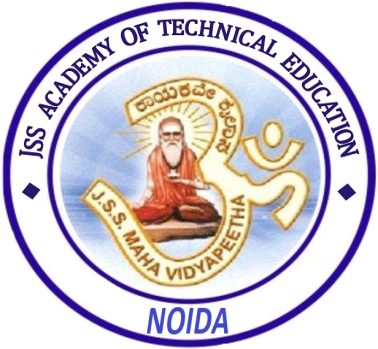 JSS ACADEMY OF TECHNICAL EDUCATION
ಕಾಯಕವೇ ಕೈಲಾಸ
J.S.S. MAHA VIDYAPEETHA
NOIDA